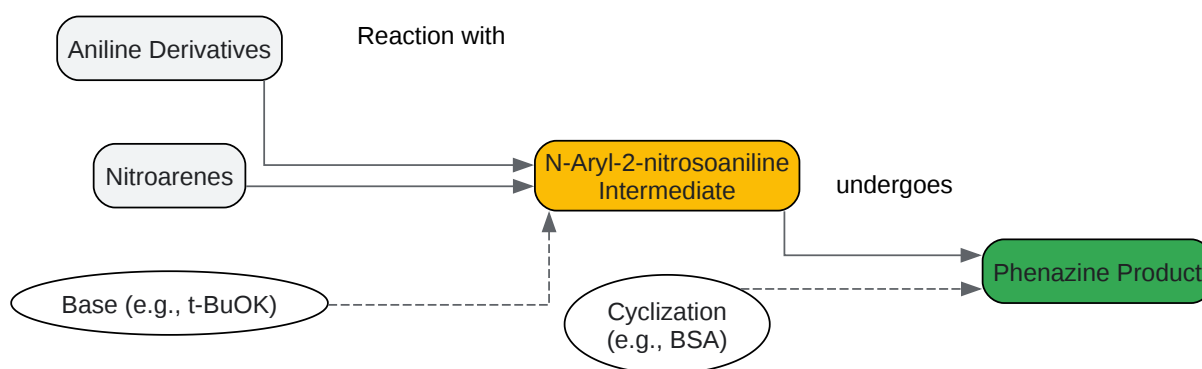 Aniline Derivatives
Reaction with
Nitroarenes
N-Aryl-2-nitrosoaniline
Intermediate
undergoes
Base (e.g., t-BuOK)
Cyclization
(e.g., BSA)
Phenazine Product